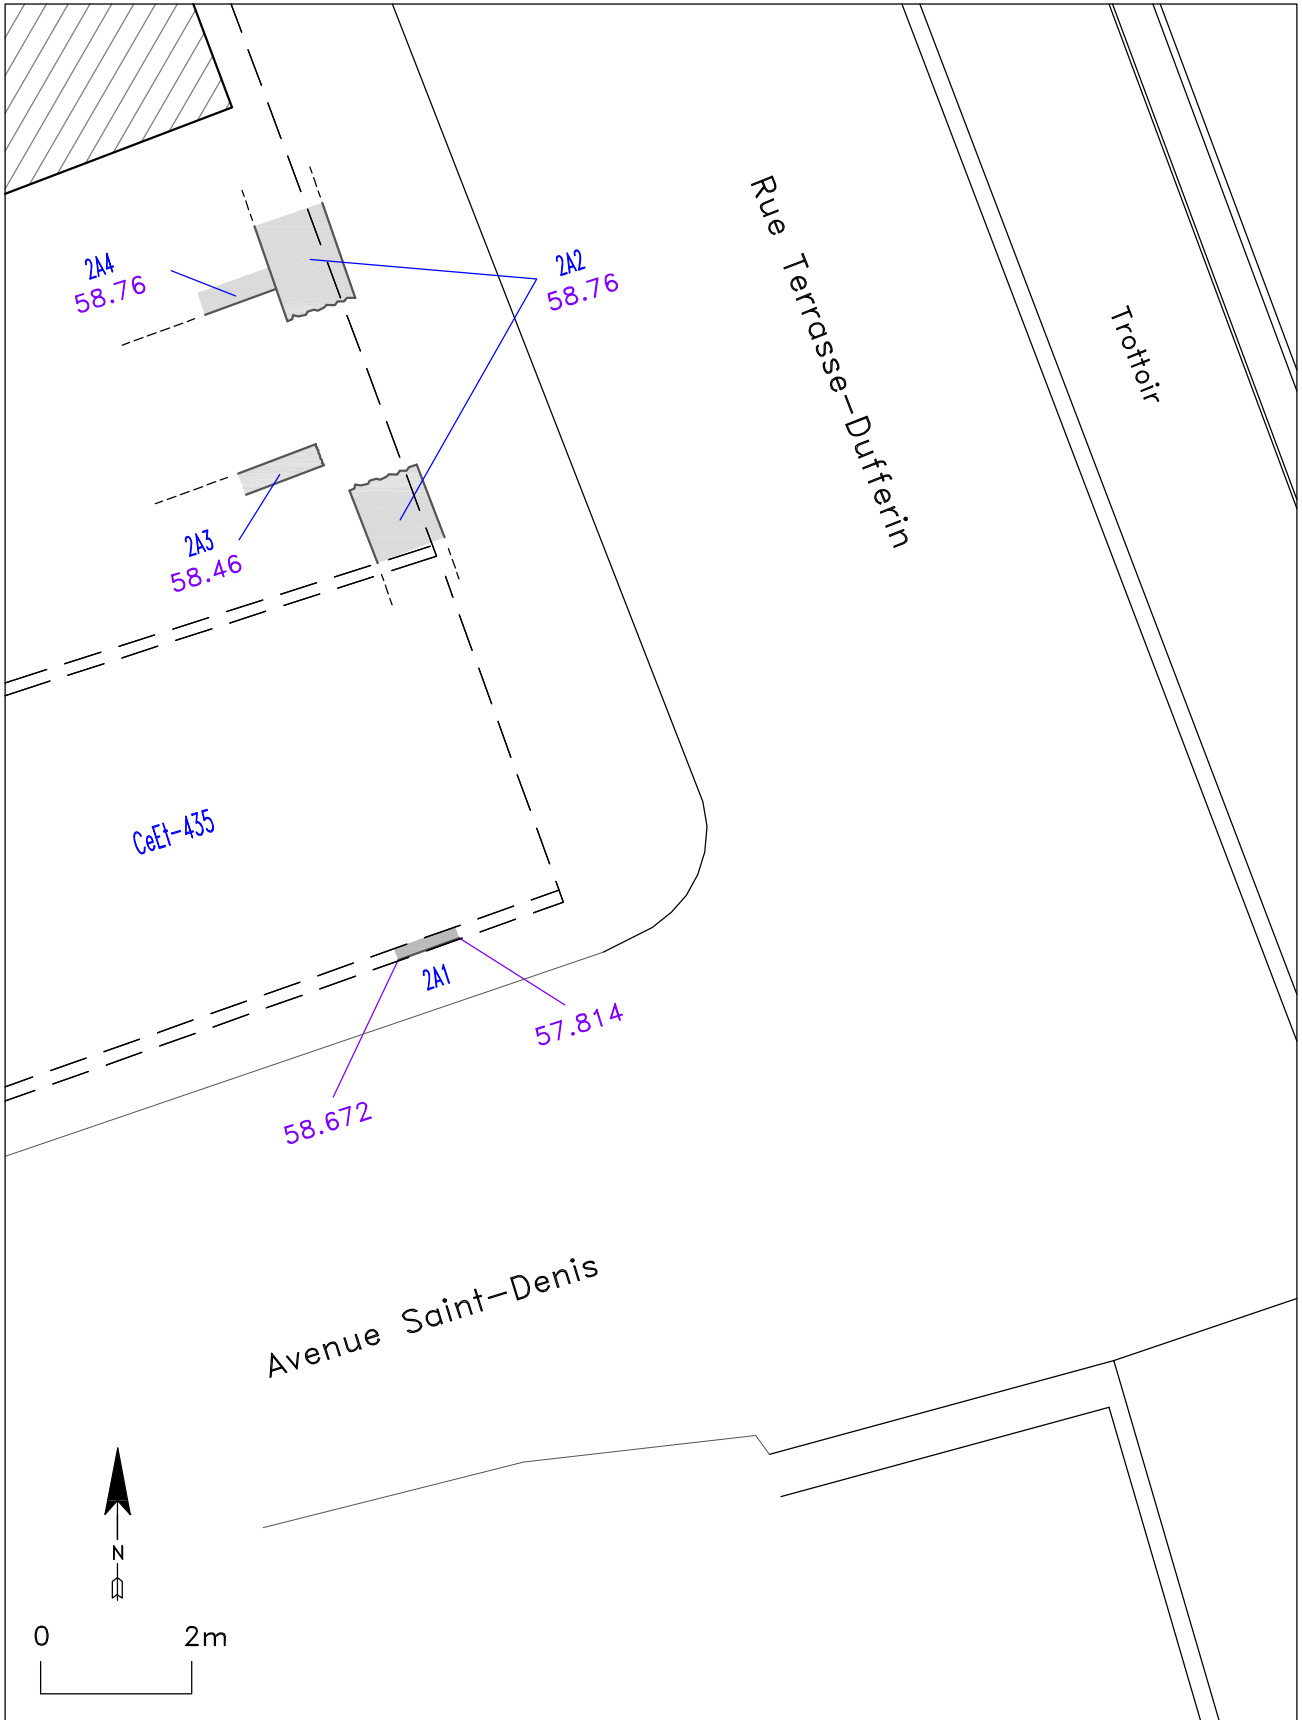 Rue Terrasse-Dufferin
Trottoir
2A4
58.76
2A2
58.76
2A3
58.46
CeEt-435
2A1
57.814
58.672
Avenue Saint-Denis
N
0 2m